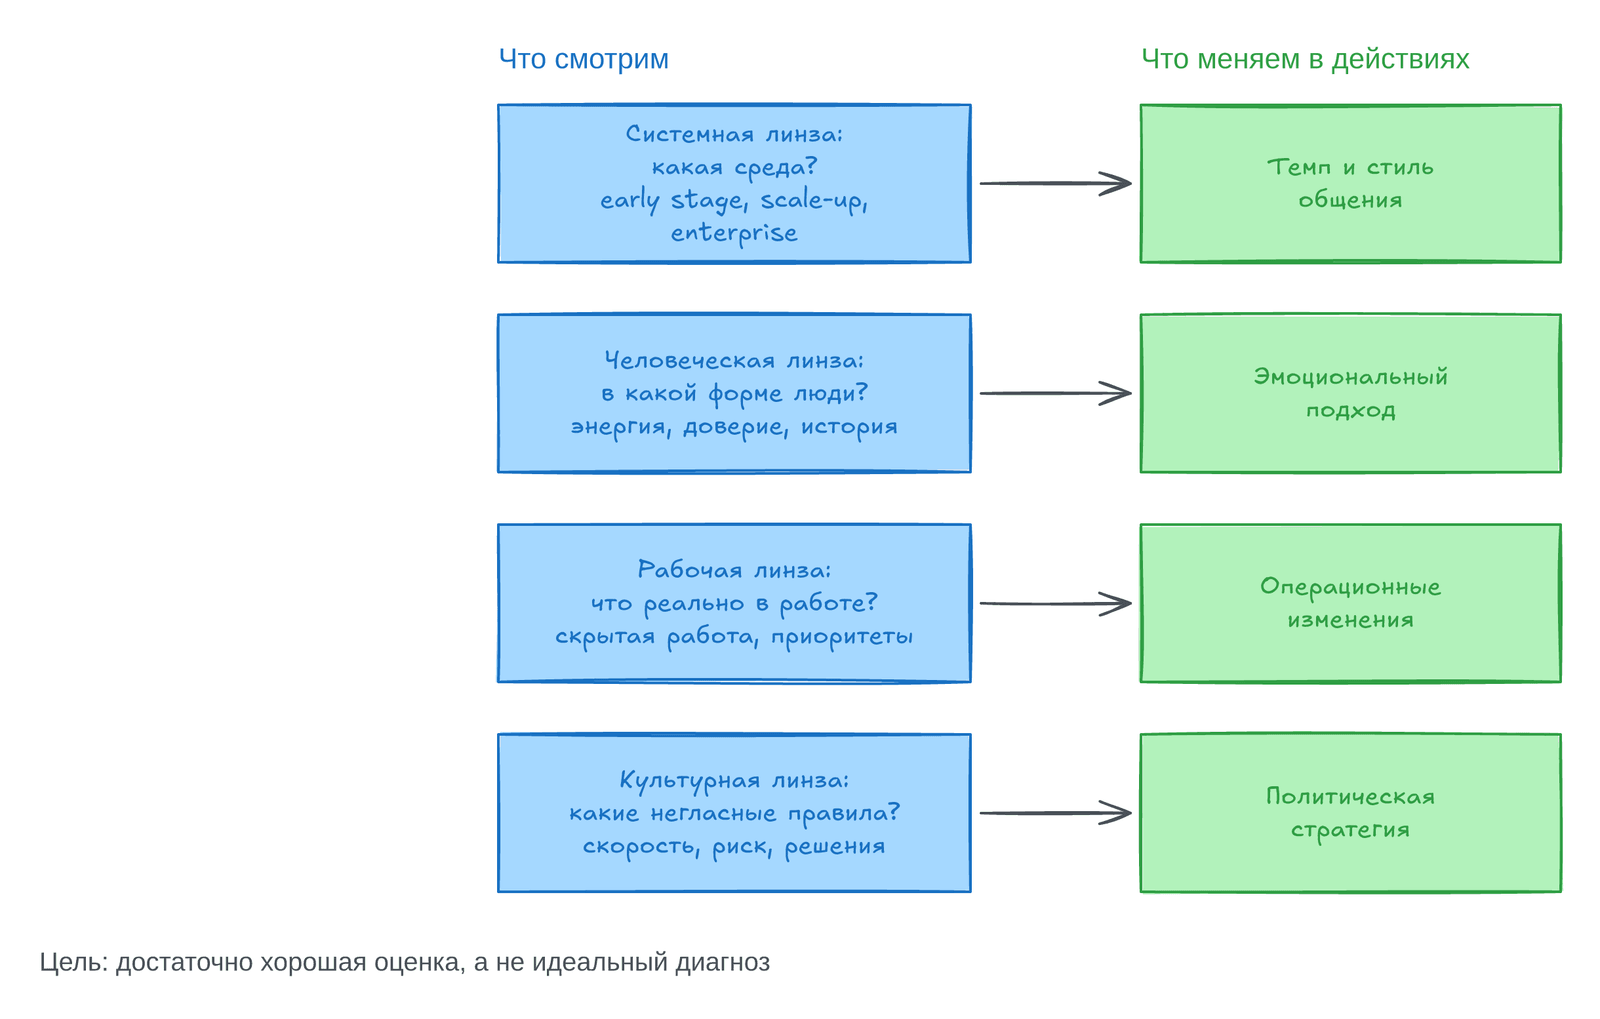 Что смотрим
Что меняем в действиях
Системная линза:
какая среда?
early stage, scale-up,
enterprise
Темп и стиль
общения
Человеческая линза:
в какой форме люди?
энергия, доверие, история
Эмоциональный
подход
Рабочая линза:
что реально в работе?
скрытая работа, приоритеты
Операционные
изменения
Культурная линза:
какие негласные правила?
скорость, риск, решения
Политическая
стратегия
Цель: достаточно хорошая оценка, а не идеальный диагноз